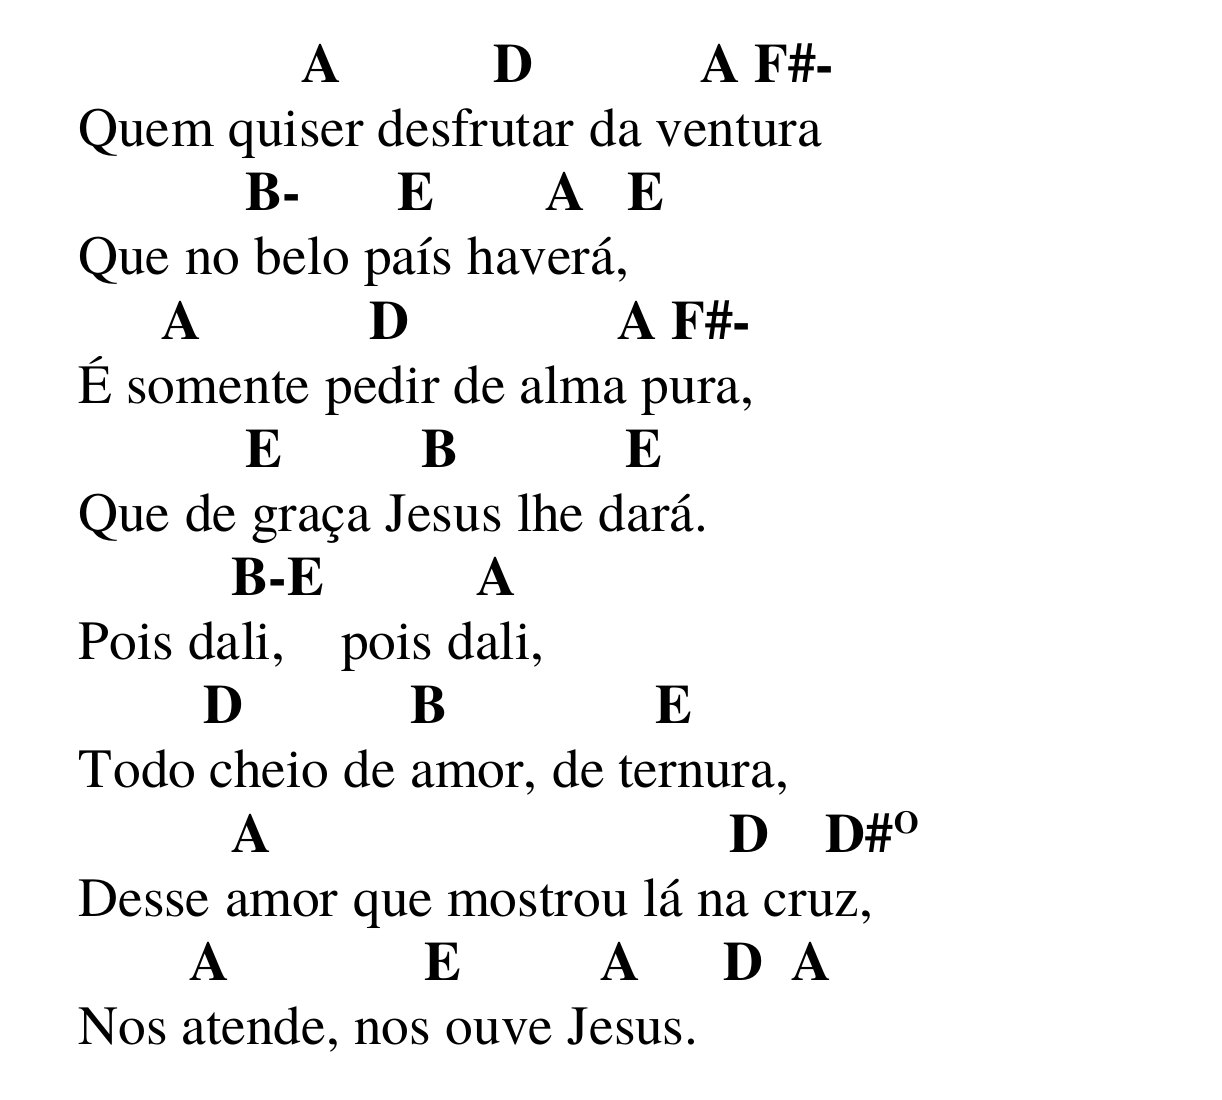 A D A F#-
Quem quiser desfrutar da ventura
B- E A E
Que no belo país haverá,
A D A F#-
É somente pedir de alma pura,
E B E
Que de graça Jesus lhe dará.
B-E A
Pois dali, pois dali,
D B E
Todo cheio de amor, de ternura,
A D D#º
Desse amor que mostrou lá na cruz,
A E A D A
Nos atende, nos ouve Jesus.